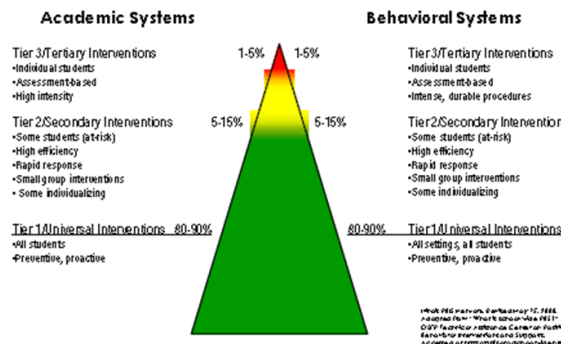 Academic Systems
Tier 3/Tertiary Interventions 1-5%
•Individual students
•Assessment-based
•High intensity
Tier 2/Secondary Interventions 5-15%
•Some students (at-risk)
•High efficiency
•Rapid response
•Small group interventions
• Some individualizing
Tier 1/Universal Interventions 80-90%
•All students
•Preventive, proactive
Behavioral Systems
1-5% Tier 3/Tertiary Interventions
•Individual students
•Assessment-based
•Intense, durable procedures
5-15% Tier 2/Secondary Intervention
•Some students (at-risk)
•High efficiency
•Rapid response
•Small group interventions
•Some individualizing
80-90% Tier 1/Universal Interventions
•All settings, all students
•Preventive, proactive